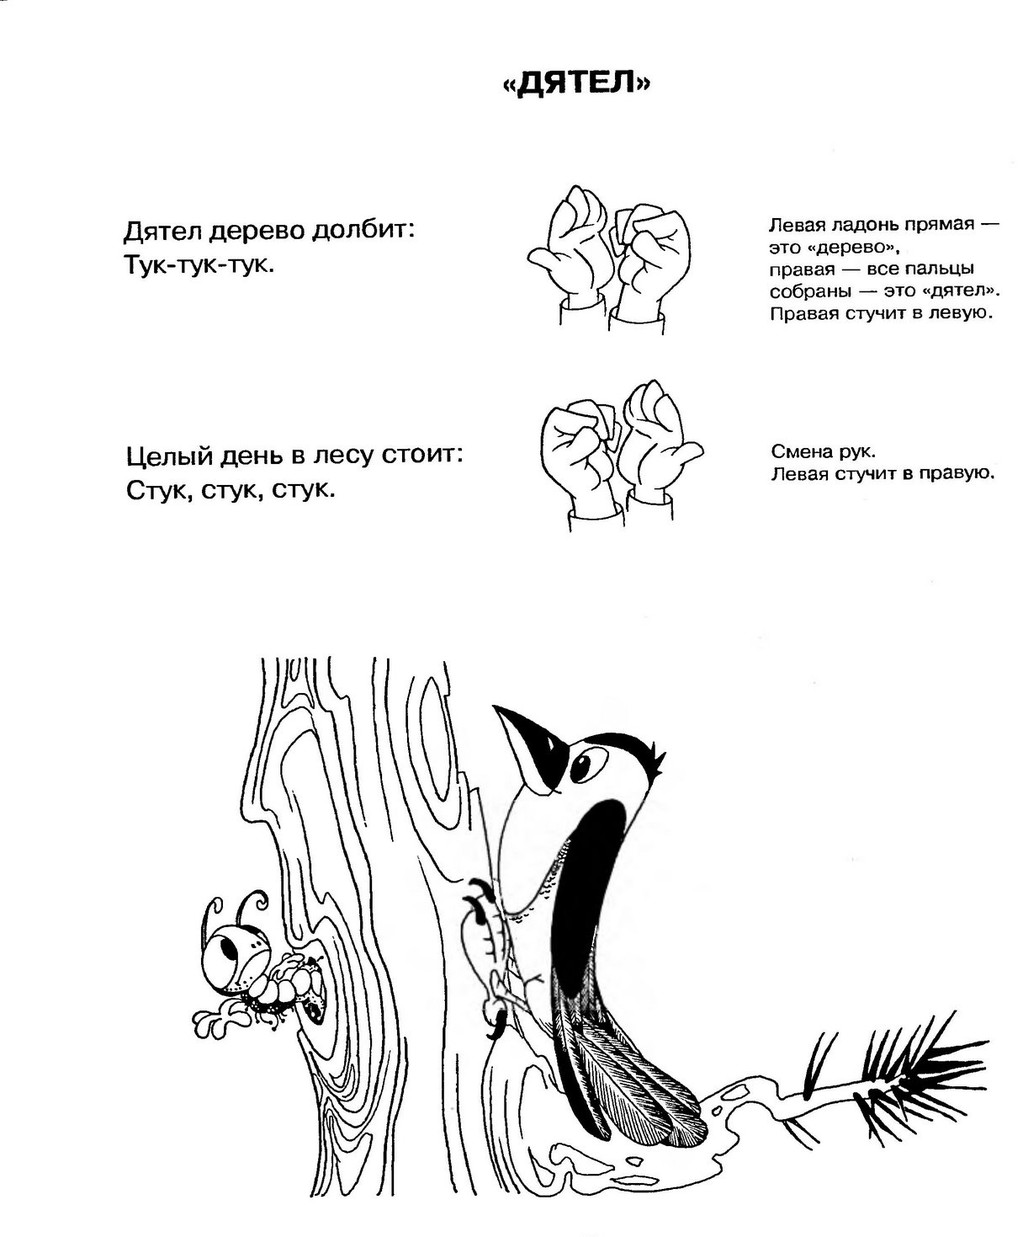 «ДЯТЕЛ»
Дятел дерево долбит:
Тук-тук-тук.
Левая ладонь прямая —
это «дерево»,
правая — все пальцы
собраны — это «дятел».
Правая стучит в левую.
Целый день в лесу стоит:
Стук, стук, стук.
Смена рук.
Левая стучит в правую.